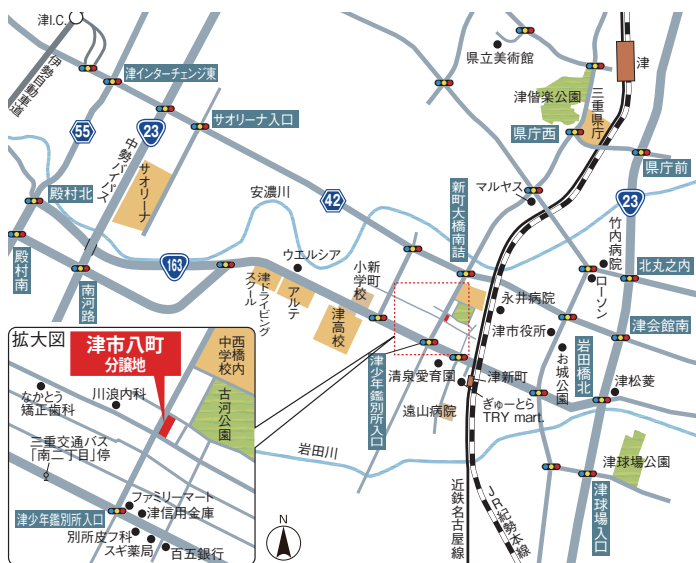 津I.C.
伊勢自動車道
津インターチェンジ東
55
23
中勢バイパス
サオリーナ入口
サオリーナ
殿村北
殿村南
南河路
163
安濃川
42
ウエルシア
津ドライビング
スクール
アルテ
津高校
新町
小学校
新町大橋南詰
県立美術館
津偕楽公園
三重県庁
津
県庁西
県庁前
マルヤス
23
竹内病院
ローソン
北丸之内
永井病院
津市役所
お城公園
岩田橋北
津会館南
津松菱
津球場公園
津球場入口
津少年鑑別所入口
清泉愛育園
津新町
ぎゅーとら
TRY mart.
遠山病院
岩田川
近鉄名古屋線
JR紀勢本線
N
拡大図
津市八町
分譲地
西橋内
中学校
古河公園
なかとう
矯正歯科
川浪内科
三重交通バス
「南二丁目」停
ファミリーマート
津信用金庫
津少年鑑別所入口
別所皮フ科
スギ薬局
百五銀行